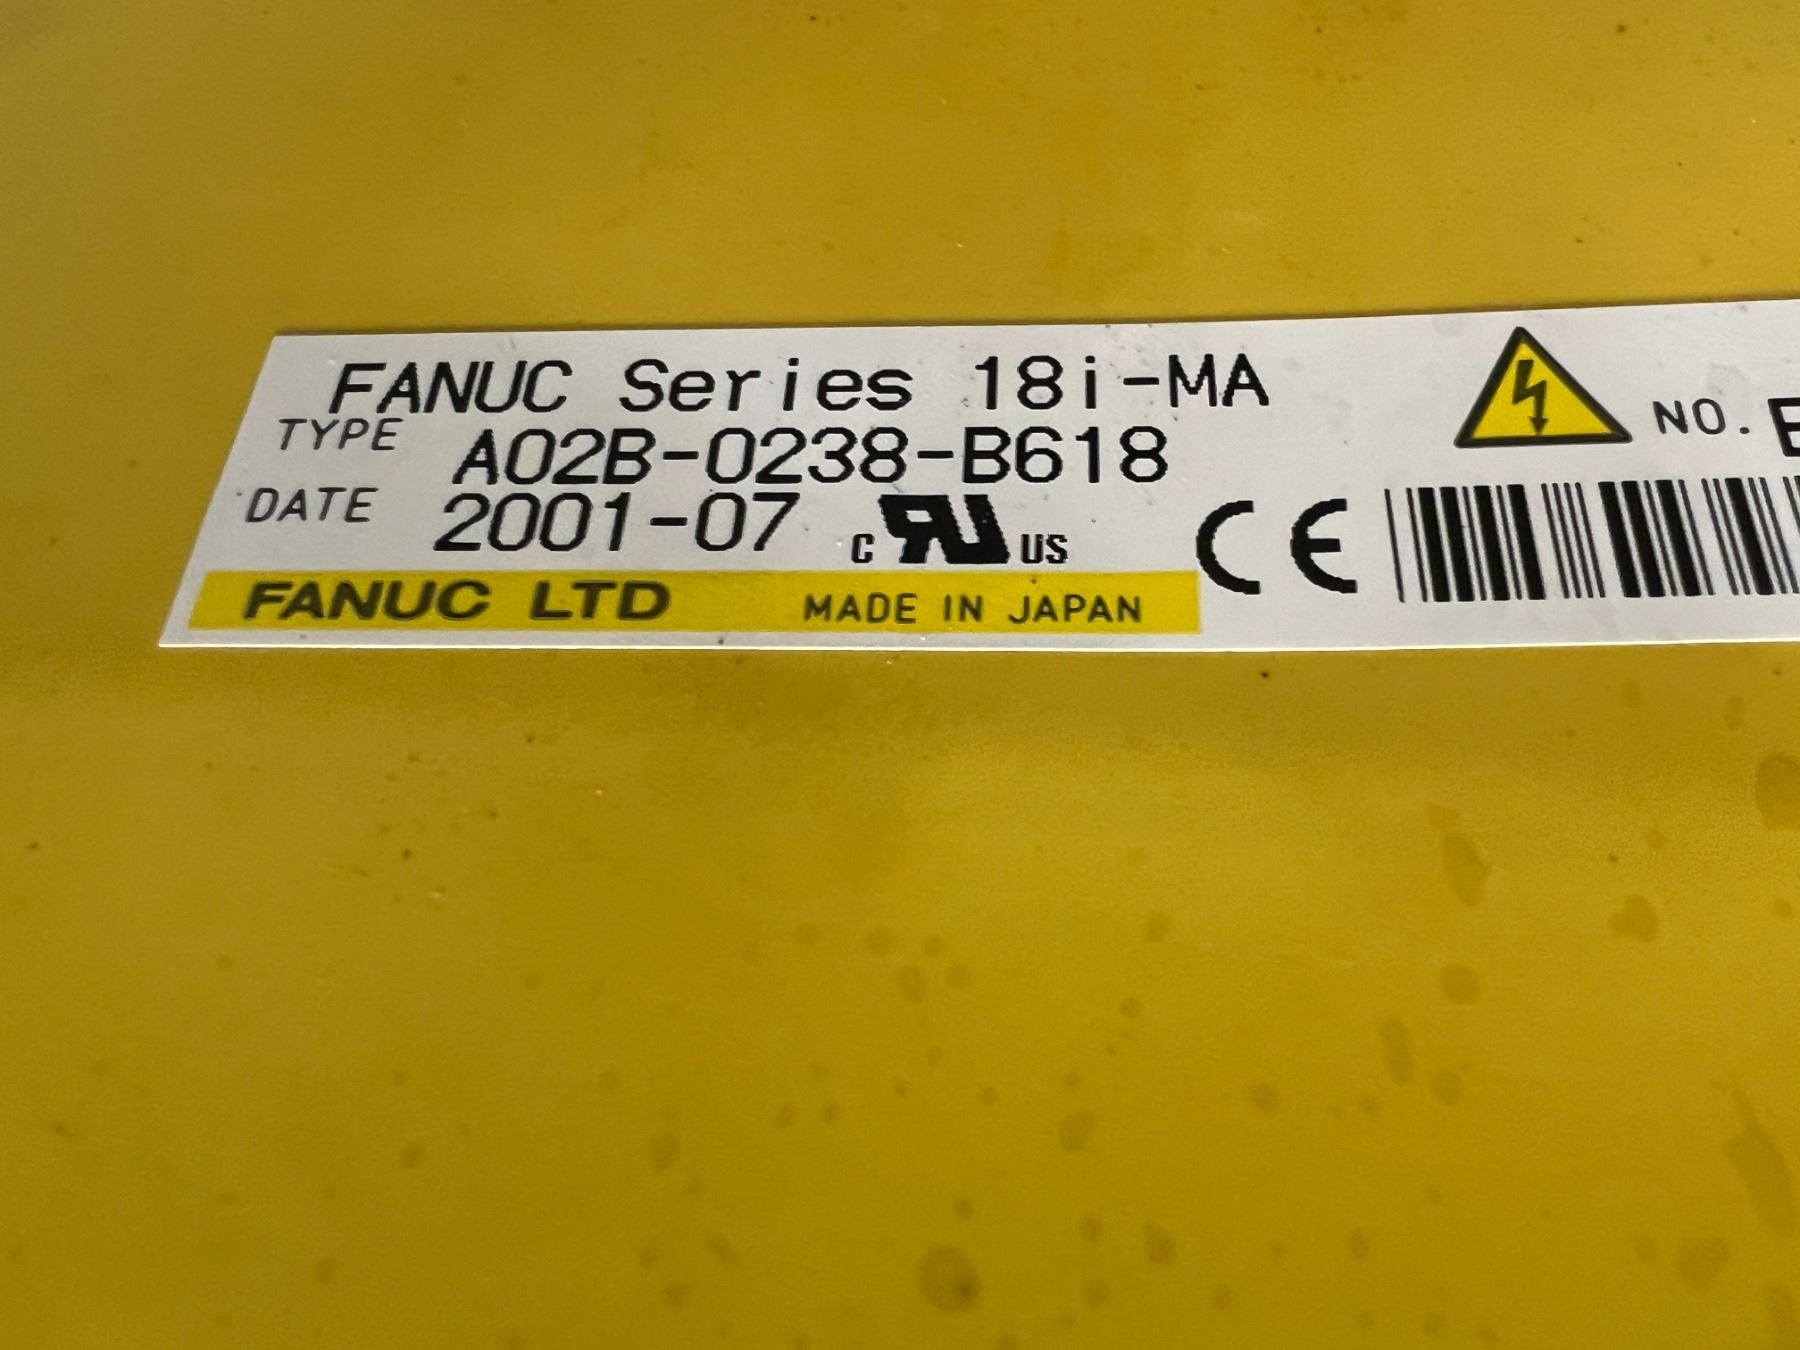 FANUC Series 18i-MA
TYPE A02B-0238-B618
NO.
DATE 2001-07
c RU US
CE
FANUC LTD MADE IN JAPAN